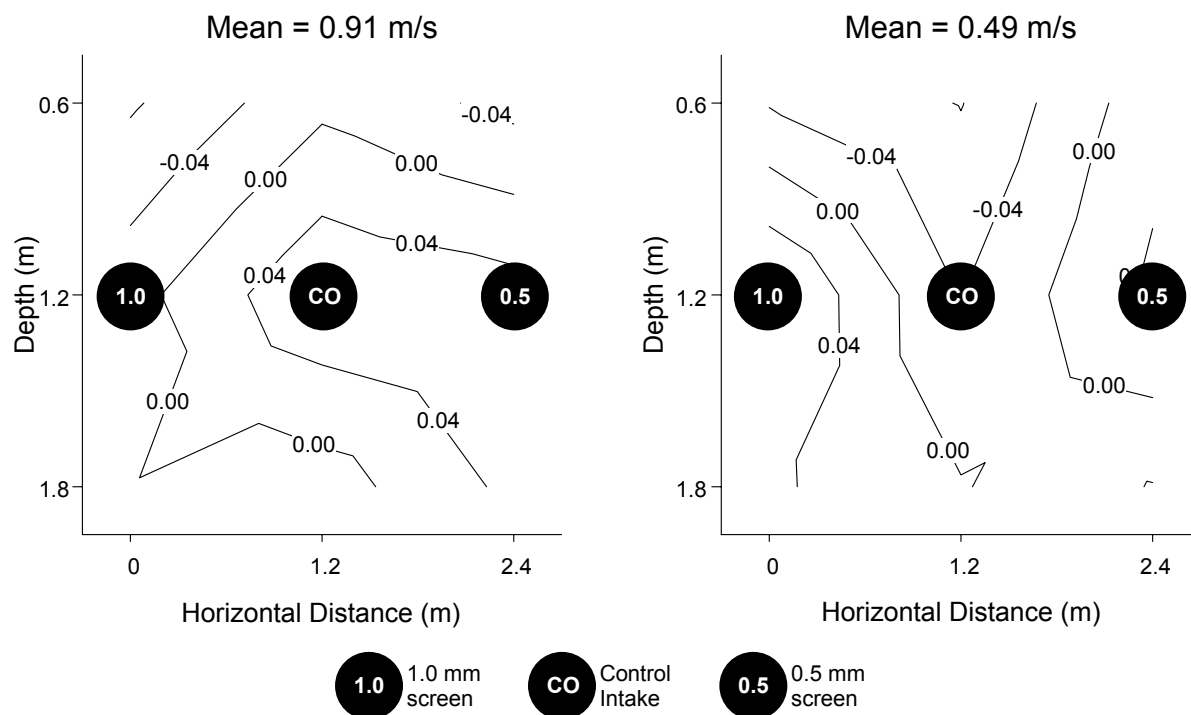 Mean = 0.91 m/s
0.6
1.2
1.8
Depth (m)
-0.04
-0.04
0.00
0.00
0.04
0.04
0.00
0.00
0.04
1.0
CO
0.5
0
1.2
2.4
Horizontal Distance (m)
Mean = 0.49 m/s
0.6
1.2
1.8
Depth (m)
-0.04
0.00
0.00
-0.04
0.04
0.00
0.00
1.0
CO
0.5
0
1.2
2.4
Horizontal Distance (m)
1.0
1.0 mm
screen
CO
Control
Intake
0.5
0.5 mm
screen